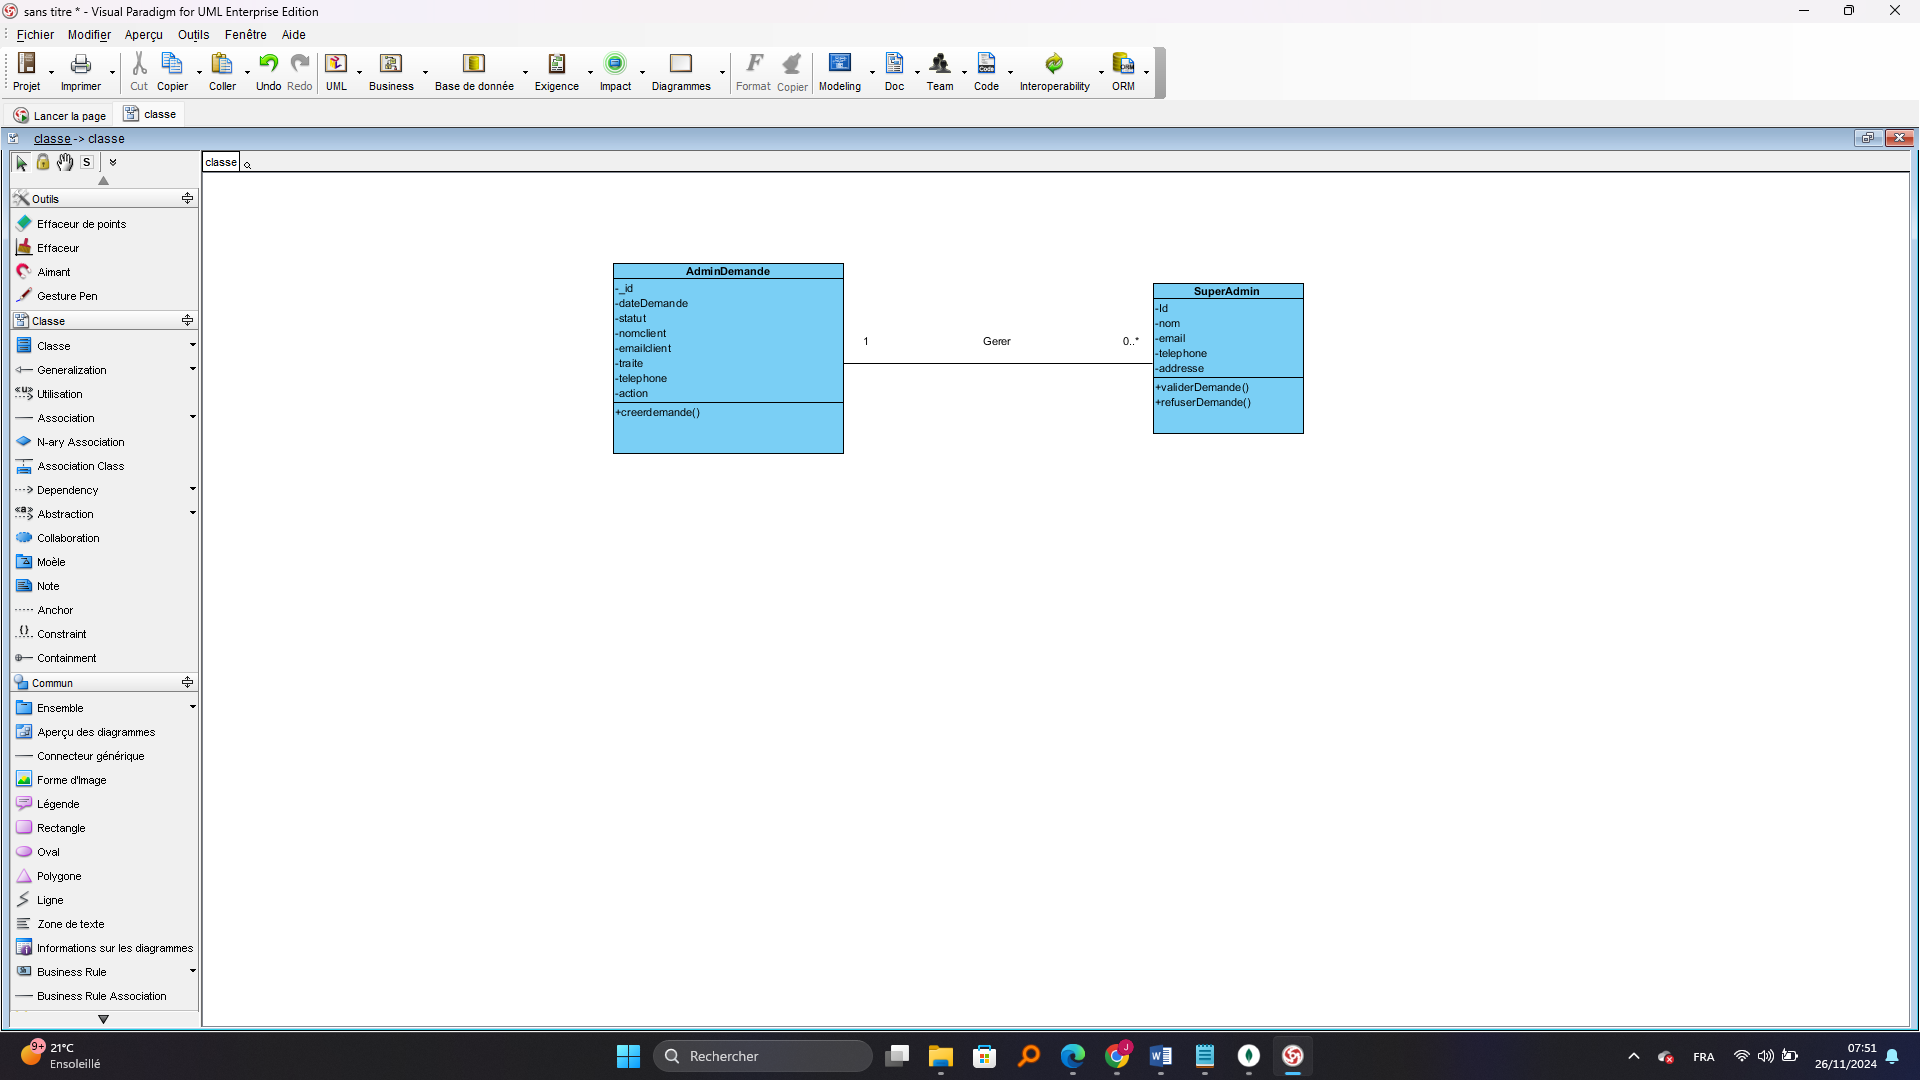 sans titre * - Visual Paradigm for UML Enterprise Edition
Fichier Modifier Aperçu Outils Fenêtre Aide
Projet Imprimer Cut Copier Coller Undo Redo UML Business Base de donnée Exigence Impact Diagrammes Format Copier Modeling Doc Team Code Interoperability ORM
Lancer la page classe
classe -> classe
S
classe
Outils
Effaceur de points
Effaceur
Aimant
Gesture Pen
Classe
Classe
Generalization
Utilisation
Association
N-ary Association
Association Class
Dependency
Abstraction
Collaboration
Moèle
Note
Anchor
Constraint
Containment
Commun
Ensemble
Aperçu des diagrammes
Connecteur générique
Forme d'Image
Légende
Rectangle
Oval
Polygone
Ligne
Zone de texte
Informations sur les diagrammes
Business Rule
Business Rule Association
AdminDemande
-_id
-dateDemande
-statut
-nomclient
-emailclient
-traite
-telephone
-action
+creerdemande()
1 Gerer 0..*
SuperAdmin
-Id
-nom
-email
-telephone
-addresse
+validerDemande()
+refuserDemande()
9+
21°C
Ensoleillé
Rechercher
J
FRA
07:51
26/11/2024